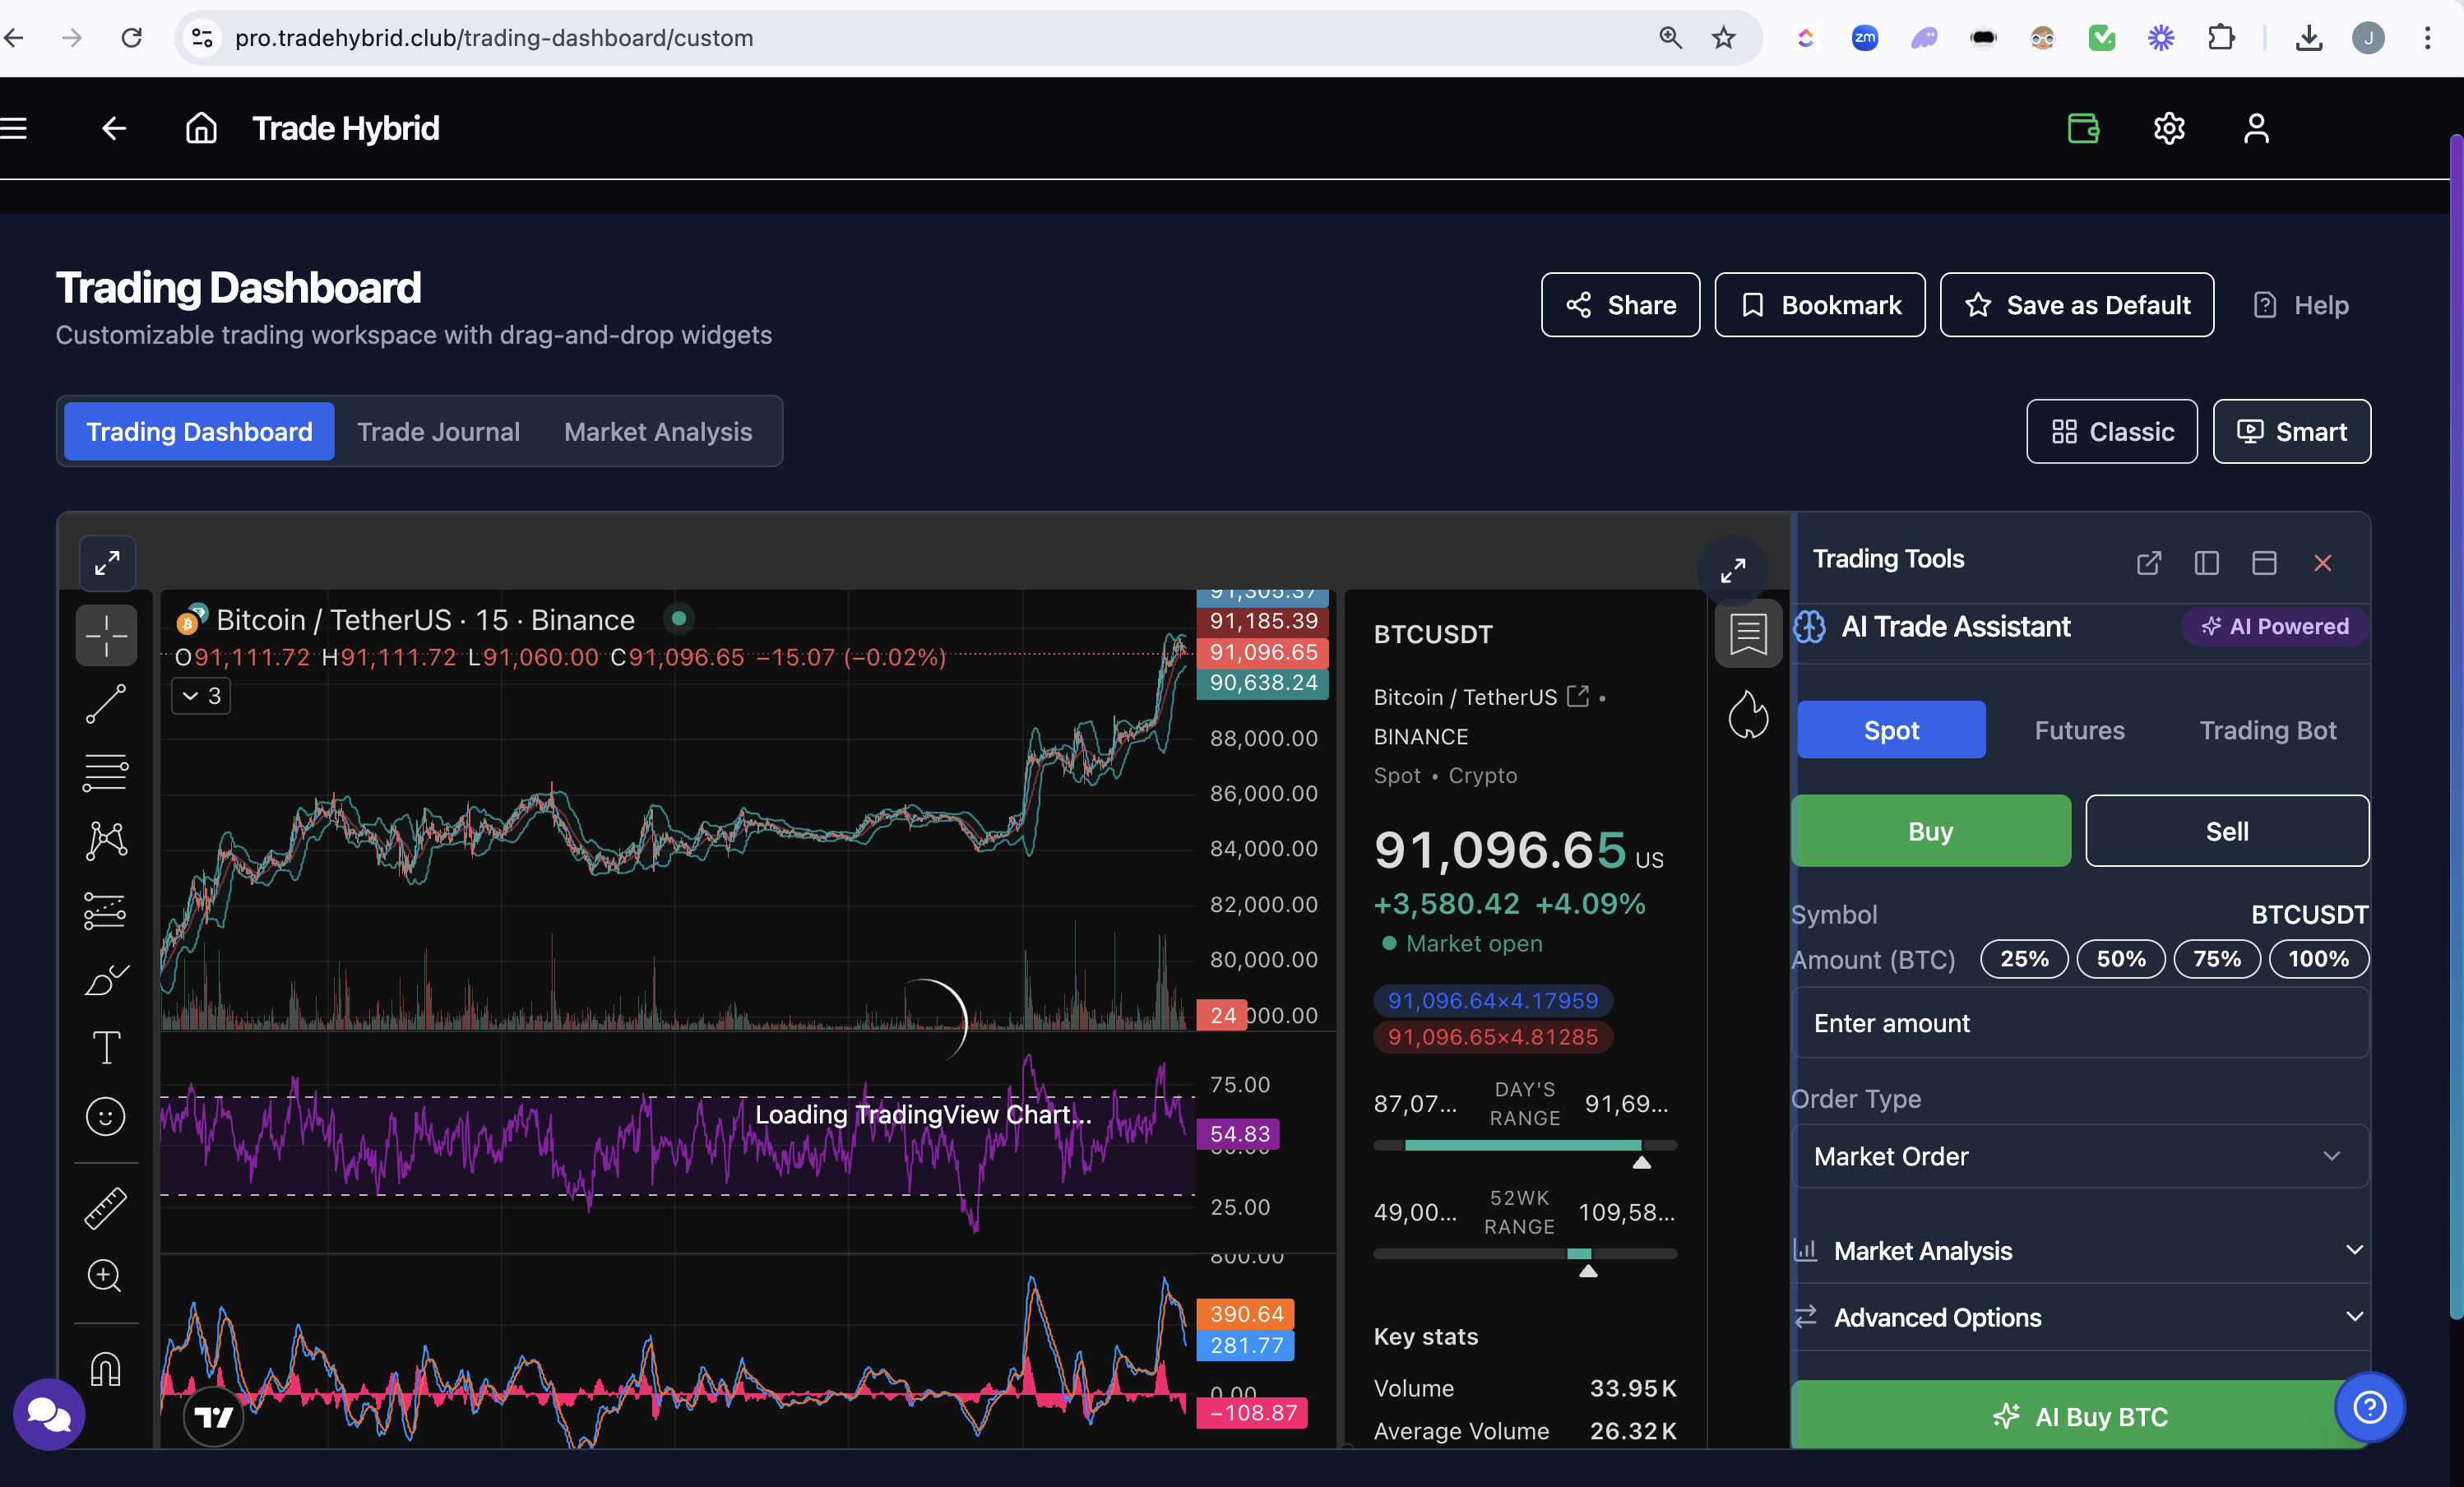 pro.tradehybrid.club/trading-dashboard/custom
zm
J
Trade Hybrid
Trading Dashboard
Customizable trading workspace with drag-and-drop widgets
Share
Bookmark
Save as Default
Help
Trading Dashboard
Trade Journal
Market Analysis
Classic
Smart
Bitcoin / TetherUS · 15 · Binance
O91,111.72 H91,111.72 L91,060.00 C91,096.65 −15.07 (−0.02%)
3
91,305.37
91,185.39
91,096.65
90,638.24
88,000.00
86,000.00
84,000.00
82,000.00
80,000.00
24
000.00
Loading TradingView Chart...
75.00
54.83
50.00
25.00
800.00
390.64
281.77
0.00
−108.87
BTCUSDT
Bitcoin / TetherUS •
BINANCE
Spot • Crypto
91,096.65 US
+3,580.42 +4.09%
Market open
91,096.64×4.17959
91,096.65×4.81285
87,07... DAY'S RANGE 91,69...
49,00... 52WK RANGE 109,58...
Key stats
Volume 33.95 K
Average Volume 26.32 K
Trading Tools
AI Trade Assistant
AI Powered
Spot
Futures
Trading Bot
Buy
Sell
Symbol BTCUSDT
Amount (BTC) 25% 50% 75% 100%
Enter amount
Order Type
Market Order
Market Analysis
Advanced Options
AI Buy BTC